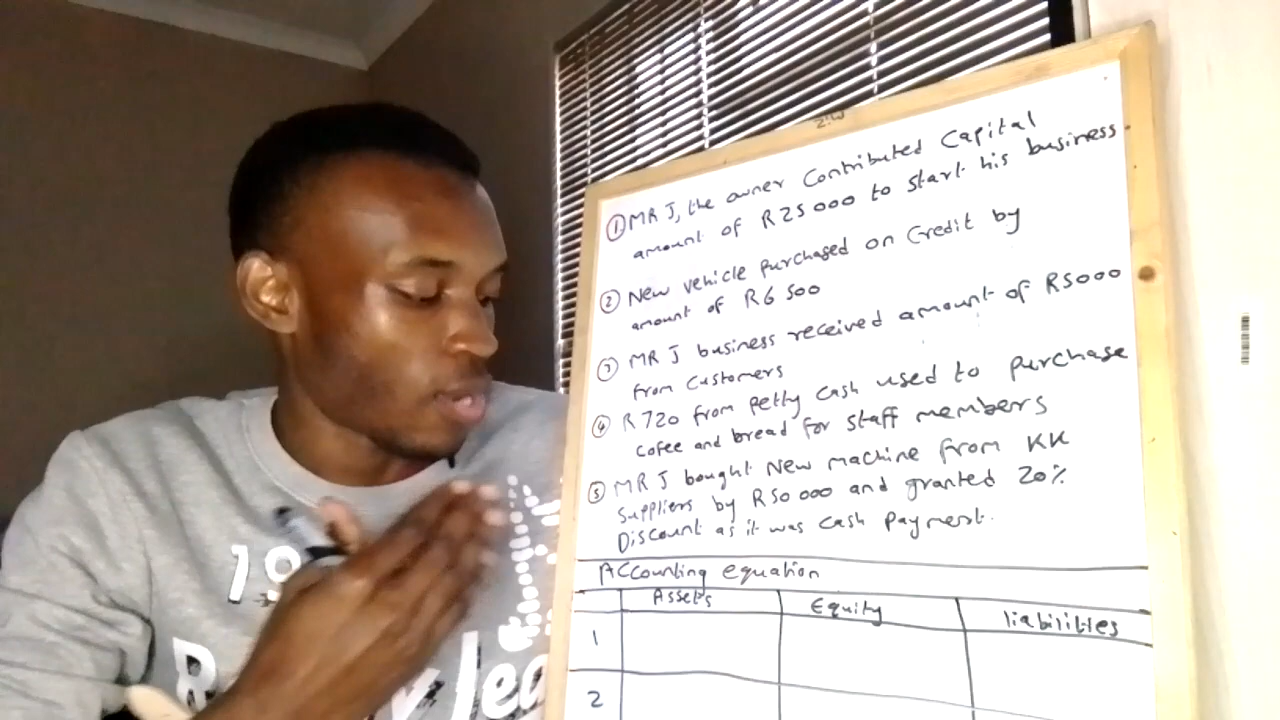 ① MR J, the owner Contributed Capital
amount of R25 000 to start his business
② New vehicle purchased on Credit by
amount of R6 500
③ MR J business received amount of R5000
from Customers
④ R720 from petty Cash used to purchase
cofee and bread for staff members
⑤ MR J bought New machine from KK
Suppliers by R50 000 and granted 20%
Discount as it was cash payment.
Accounting equation
Assets Equity liabilities
1
2